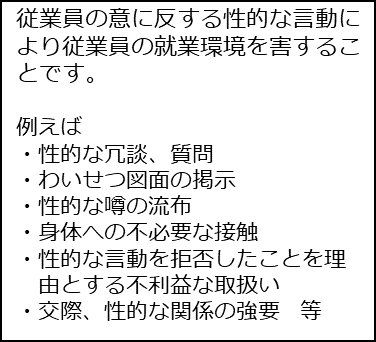 従業員の意に反する性的な言動に
より従業員の就業環境を害するこ
とです。
例えば
・性的な冗談、質問
・わいせつ図面の掲示
・性的な噂の流布
・身体への不必要な接触
・性的な言動を拒否したことを理
由とする不利益な取扱い
・交際、性的な関係の強要　等